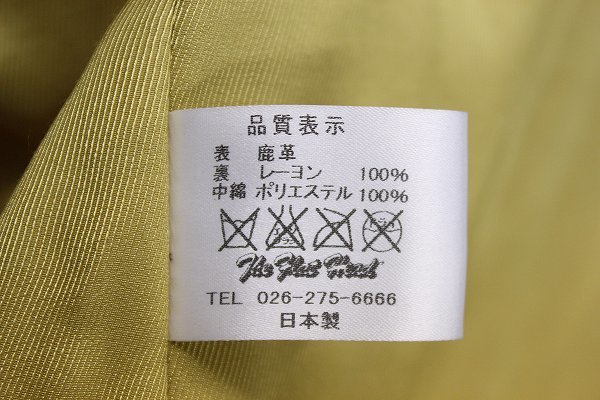 品質表示
表 鹿革
裏 レーヨン 100%
中綿 ポリエステル 100%
The Flat Head
TEL 026-275-6666
日本製